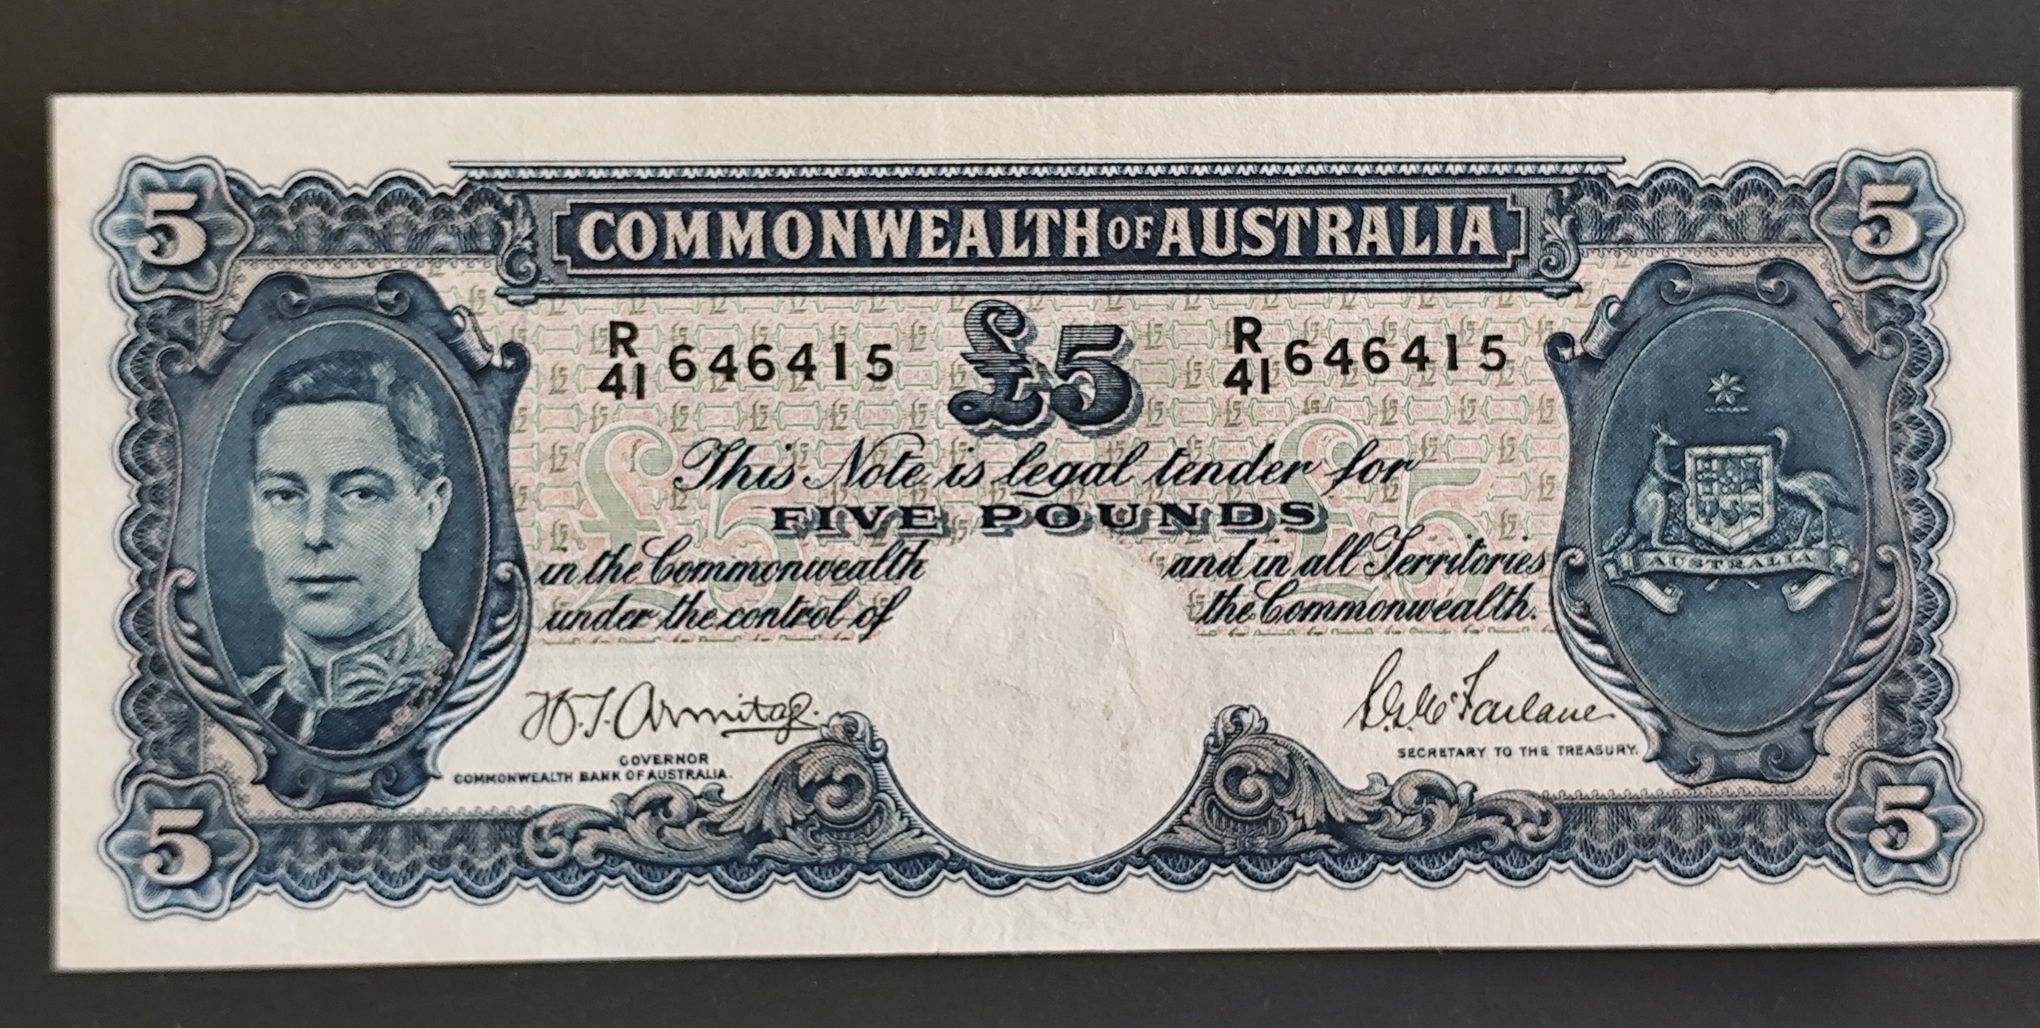 5 5
COMMONWEALTH OF AUSTRALIA
R/41 646415 £5 R/41 646415
This Note is legal tender for
FIVE POUNDS
in the Commonwealth and in all Territories
under the control of the Commonwealth.
AUSTRALIA
H.T. Armitage. S.G. McFarlane
GOVERNOR
COMMONWEALTH BANK OF AUSTRALIA.
SECRETARY TO THE TREASURY.
5 5